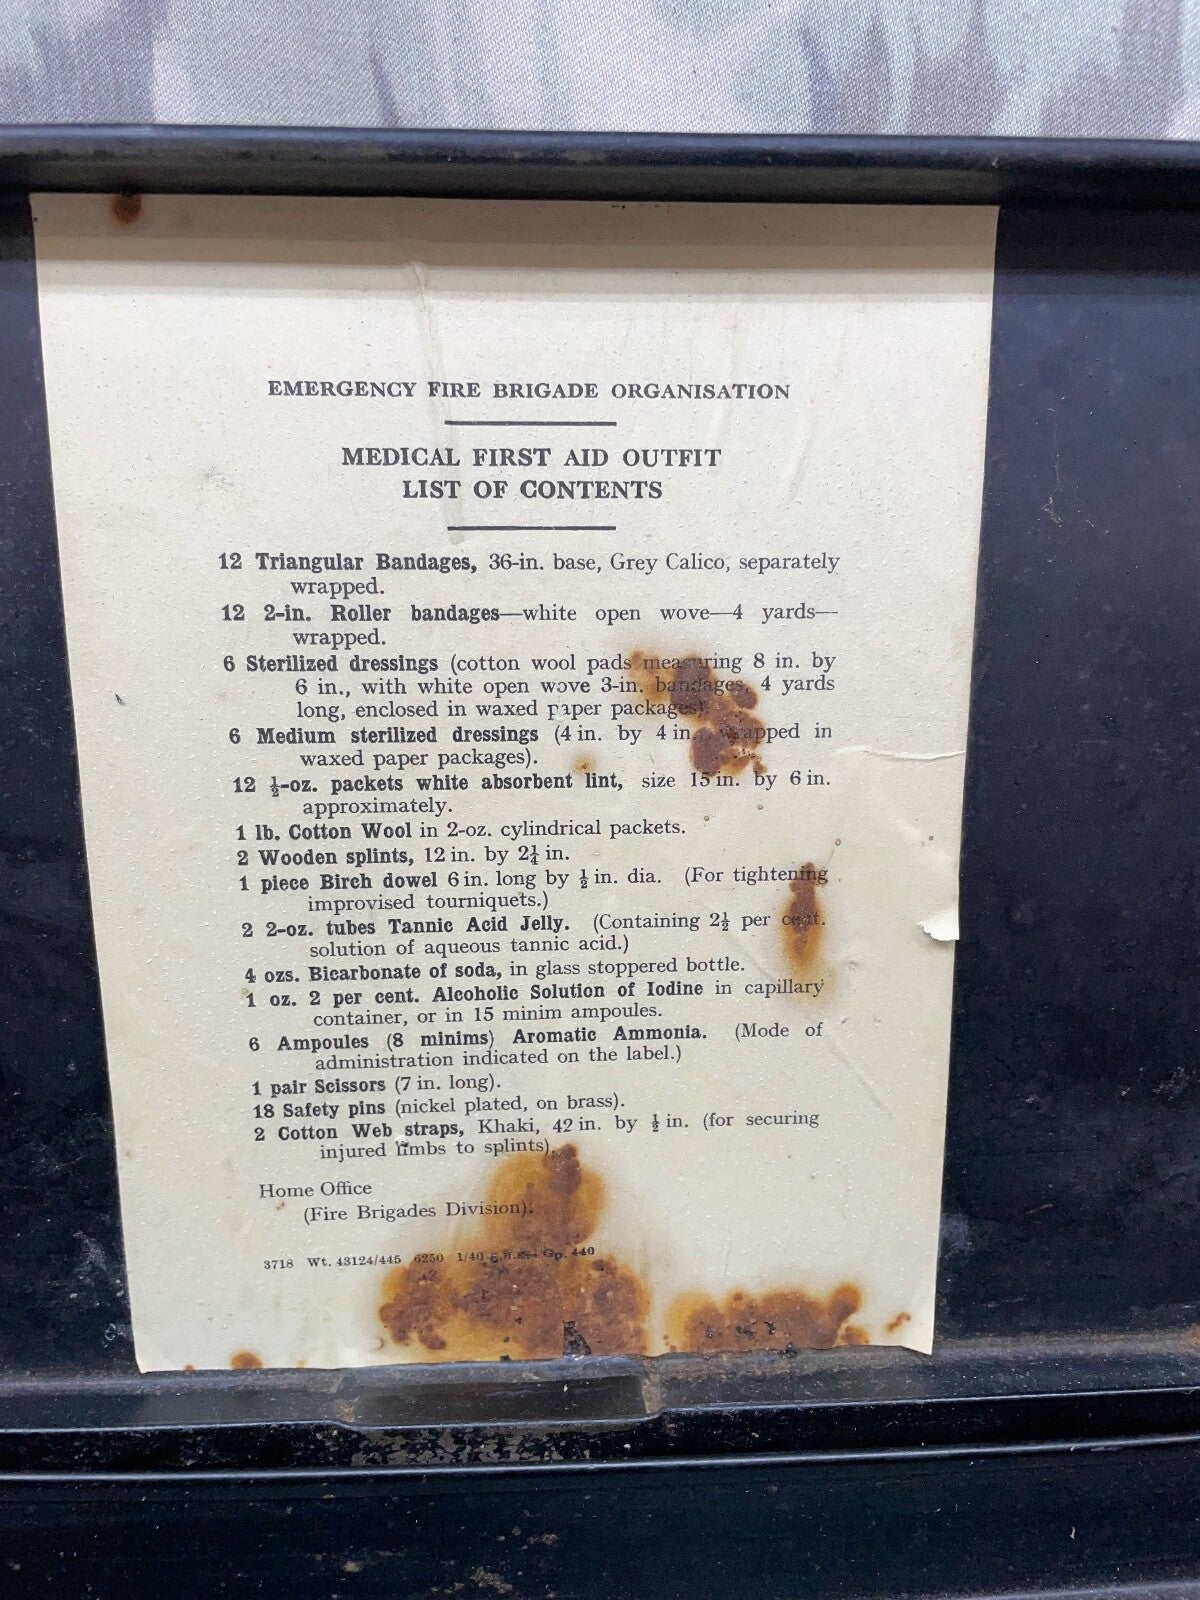 EMERGENCY FIRE BRIGADE ORGANISATION
MEDICAL FIRST AID OUTFIT
LIST OF CONTENTS
12 Triangular Bandages, 36-in. base, Grey Calico, separately
wrapped.
12 2-in. Roller bandages—white open wove—4 yards—
wrapped.
6 Sterilized dressings (cotton wool pads measuring 8 in. by
6 in., with white open wove 3-in. bandages, 4 yards
long, enclosed in waxed paper packages).
6 Medium sterilized dressings (4 in. by 4 in., wrapped in
waxed paper packages).
12 ½-oz. packets white absorbent lint, size 15 in. by 6 in.
approximately.
1 lb. Cotton Wool in 2-oz. cylindrical packets.
2 Wooden splints, 12 in. by 2¼ in.
1 piece Birch dowel 6 in. long by ½ in. dia. (For tightening
improvised tourniquets.)
2 2-oz. tubes Tannic Acid Jelly. (Containing 2½ per cent.
solution of aqueous tannic acid.)
4 ozs. Bicarbonate of soda, in glass stoppered bottle.
1 oz. 2 per cent. Alcoholic Solution of Iodine in capillary
container, or in 15 minim ampoules.
6 Ampoules (8 minims) Aromatic Ammonia. (Mode of
administration indicated on the label.)
1 pair Scissors (7 in. long).
18 Safety pins (nickel plated, on brass).
2 Cotton Web straps, Khaki, 42 in. by ½ in. (for securing
injured limbs to splints).
Home Office
(Fire Brigades Division).
3718 Wt. 43124/445 6250 1/40 Gp. 440